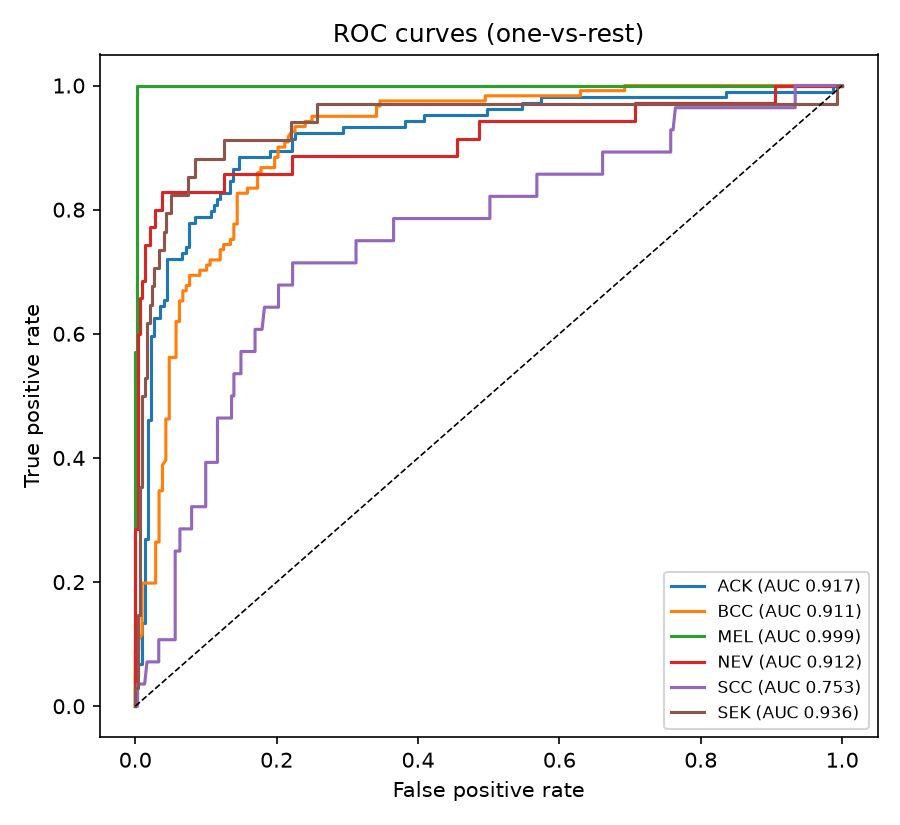 ROC curves (one-vs-rest)
True positive rate
1.0
0.8
0.6
0.4
0.2
0.0
ACK (AUC 0.917)
BCC (AUC 0.911)
MEL (AUC 0.999)
NEV (AUC 0.912)
SCC (AUC 0.753)
SEK (AUC 0.936)
0.0 0.2 0.4 0.6 0.8 1.0
False positive rate